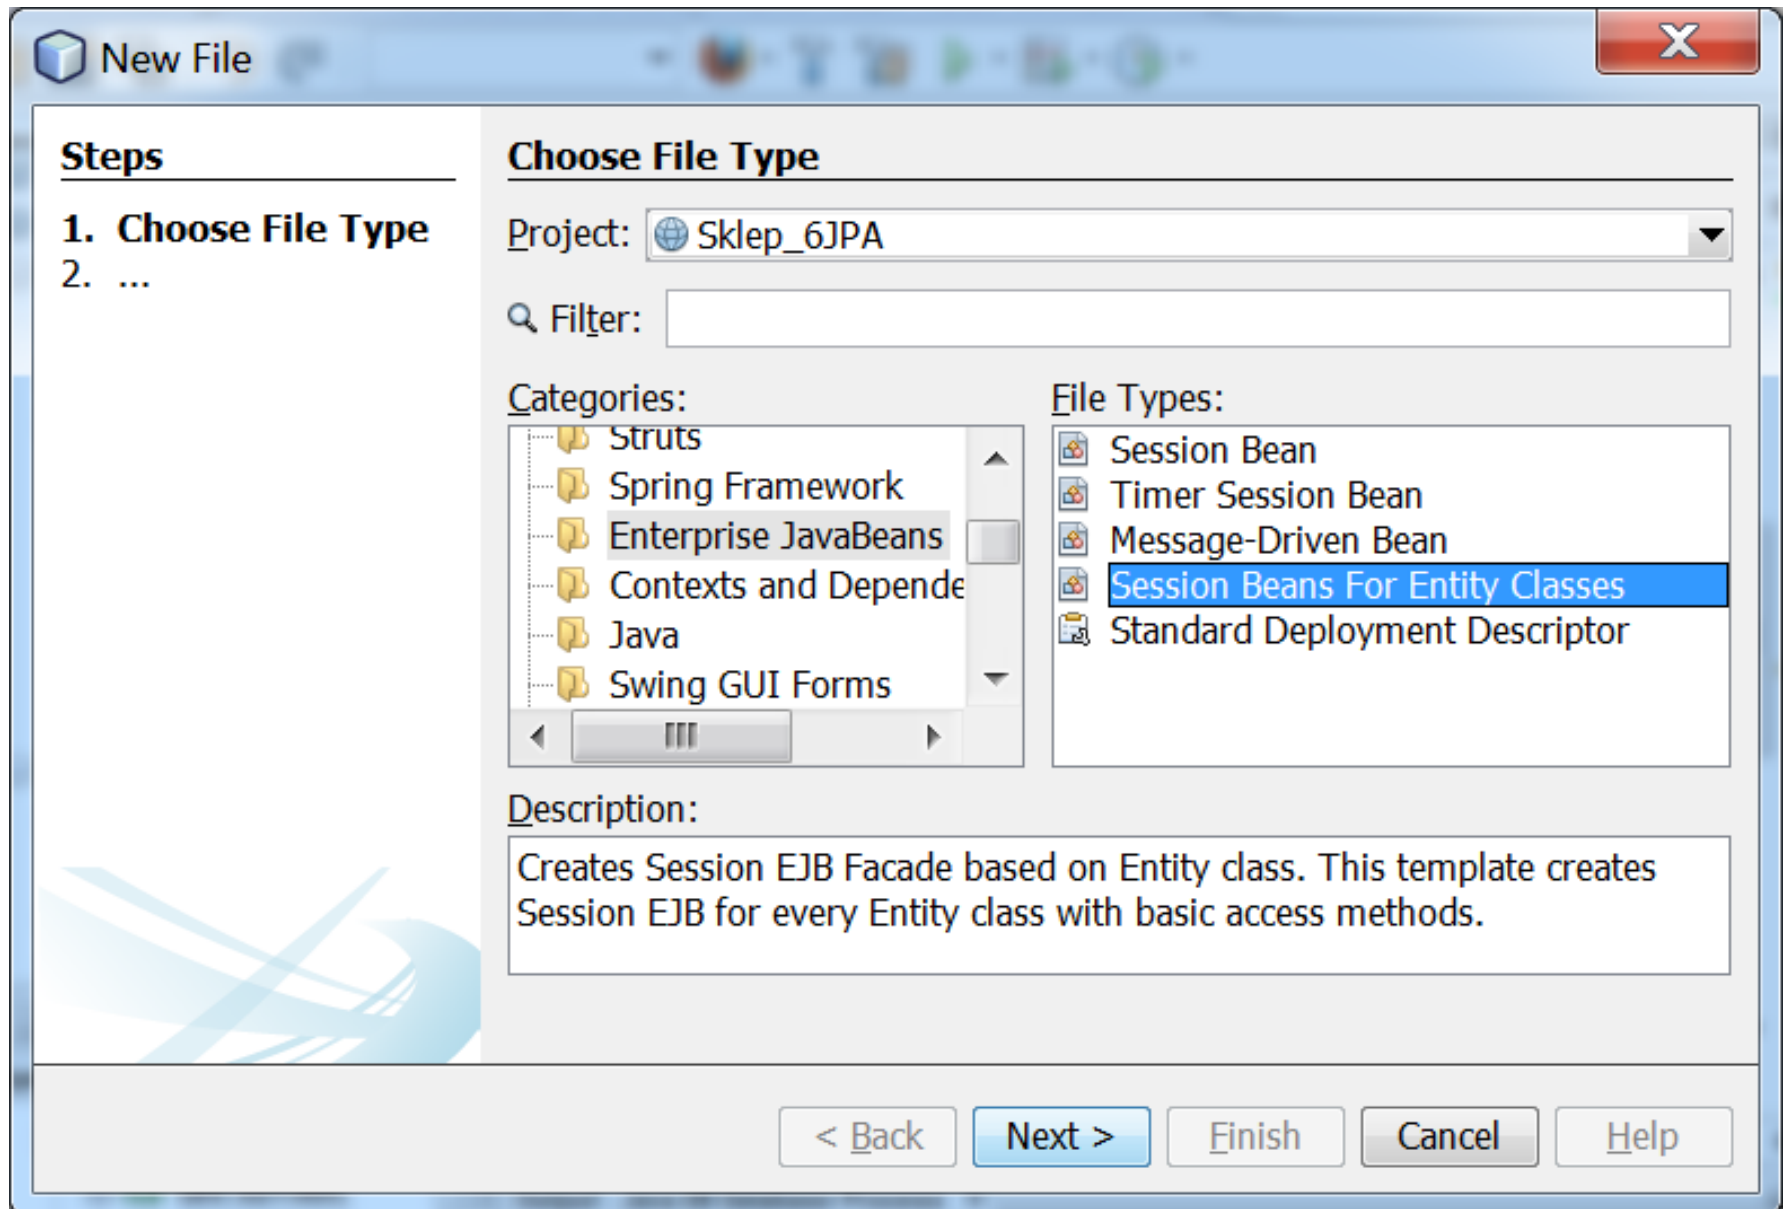 New File
Steps
1. Choose File Type
2. ...
Choose File Type
Project: Sklep_6JPA
Filter:
Categories:
Struts
Spring Framework
Enterprise JavaBeans
Contexts and Depende
Java
Swing GUI Forms
File Types:
Session Bean
Timer Session Bean
Message-Driven Bean
Session Beans For Entity Classes
Standard Deployment Descriptor
Description:
Creates Session EJB Facade based on Entity class. This template creates
Session EJB for every Entity class with basic access methods.
< Back
Next >
Finish
Cancel
Help